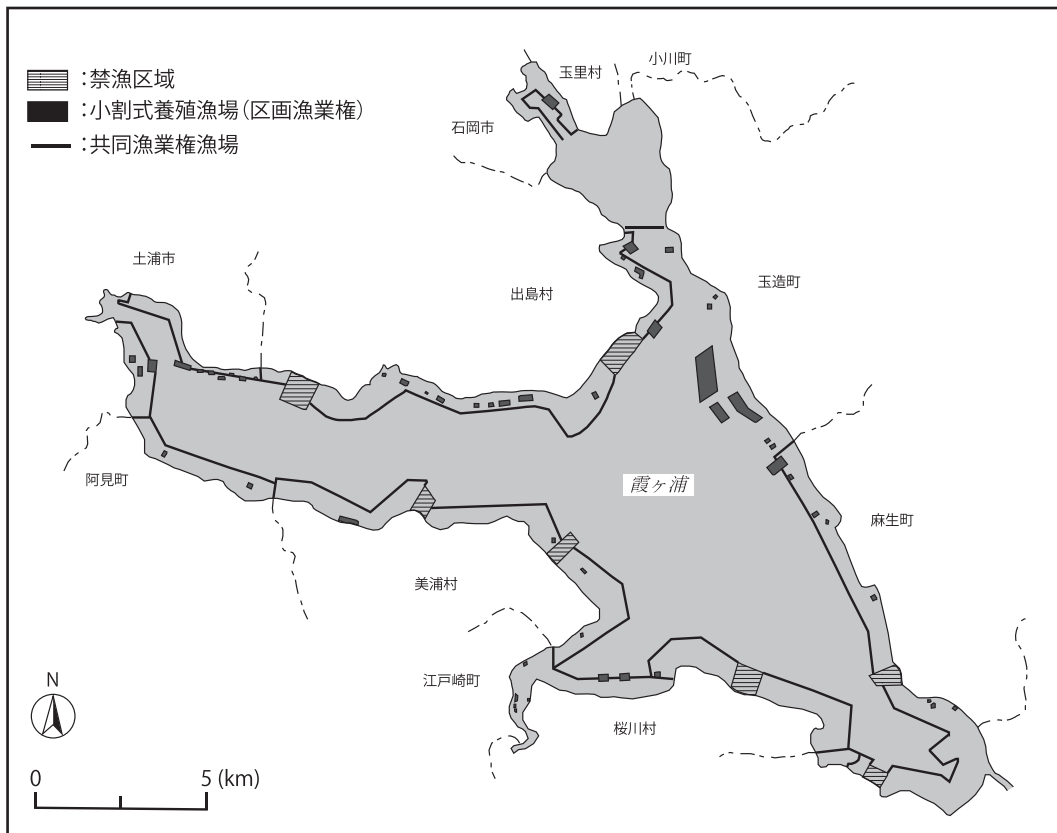 ：禁漁区域
：小割式養殖漁場（区画漁業権）
：共同漁業権漁場
玉里村
小川町
石岡市
土浦市
出島村
玉造町
阿見町
霞ヶ浦
麻生町
美浦村
江戸崎町
桜川村
N
0
5 (km)